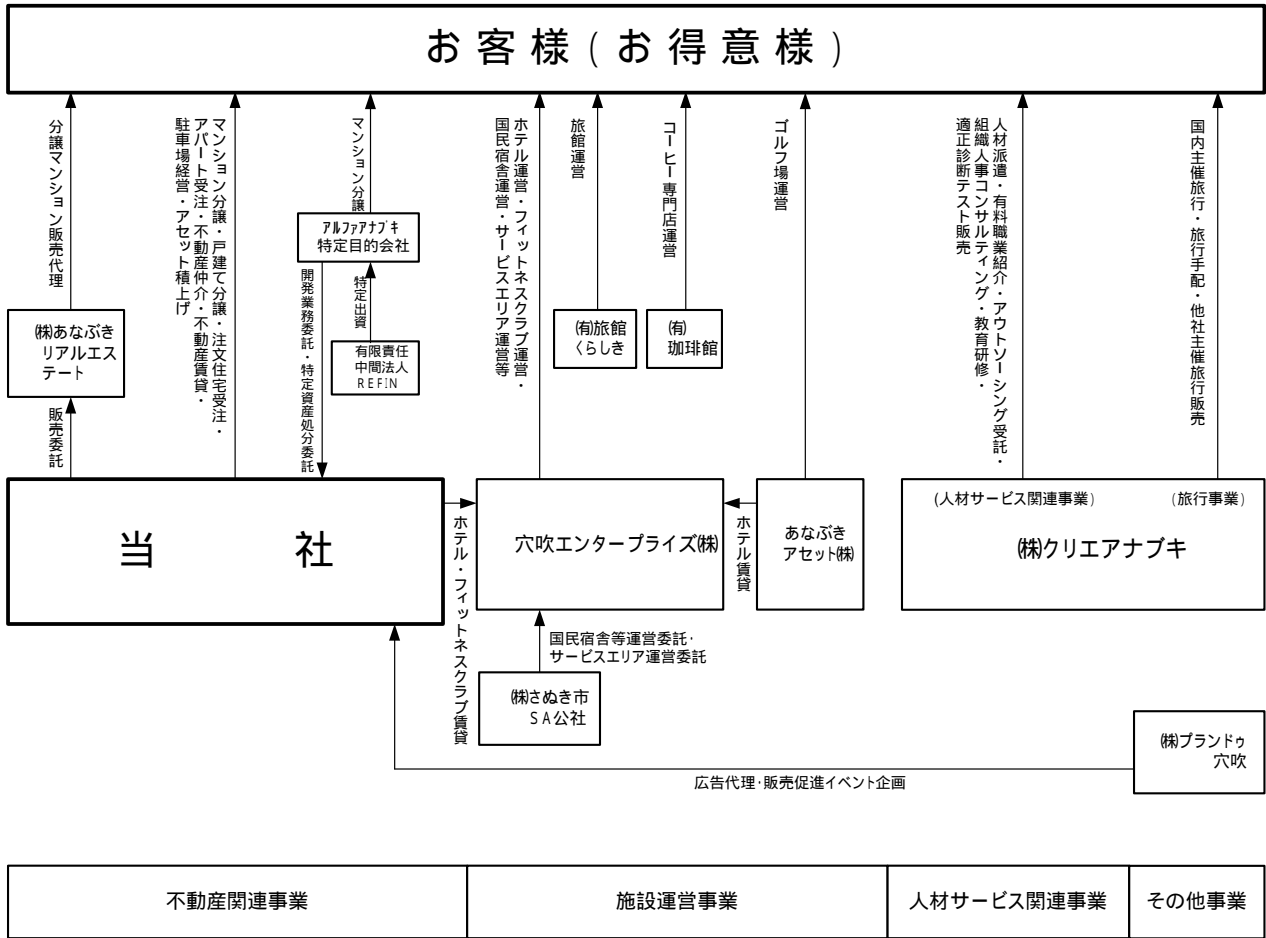 お客様(お得意様)
分譲マンション販売代理
マンション分譲・戸建て分譲・注文住宅受注・
アパート受注・不動産仲介・不動産賃貸・
駐車場経営・アセット積上げ
マンション分譲
ホテル運営・フィットネスクラブ運営・
国民宿舎運営・サービスエリア運営等
旅館運営
コーヒー専門店運営
ゴルフ場運営
人材派遣・有料職業紹介・アウトソーシング受託・
組織人事コンサルティング・教育研修・
適正診断テスト販売
国内主催旅行・旅行手配・他社主催旅行販売
アルファアナブキ
特定目的会社
開発業務委託・特定資産処分委託
特定出資
有限責任
中間法人
REFIN
㈱あなぶき
リアルエス
テート
販売委託
㈲旅館
くらしき
㈲
珈琲館
当社
ホテル・フィットネスクラブ賃貸
穴吹エンタープライズ㈱
ホテル賃貸
あなぶき
アセット㈱
(人材サービス関連事業)
(旅行事業)
㈱クリエアナブキ
国民宿舎等運営委託・
サービスエリア運営委託
㈱さぬき市
SA公社
㈱プランドゥ
穴吹
広告代理・販売促進イベント企画
不動産関連事業
施設運営事業
人材サービス関連事業
その他事業